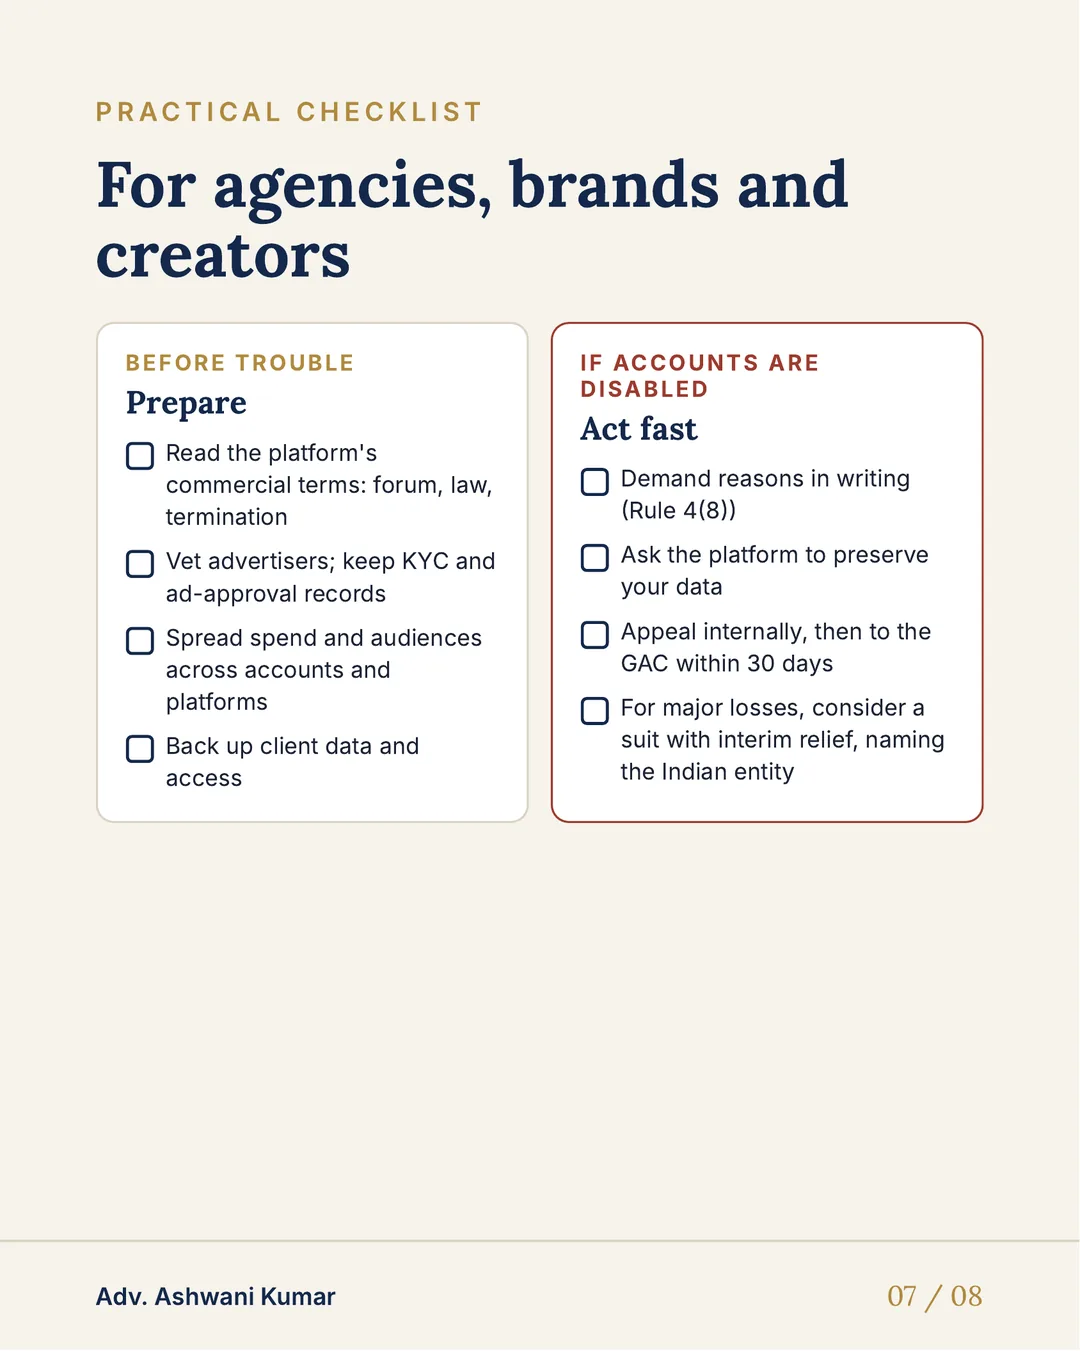 PRACTICAL CHECKLIST
For agencies, brands and
creators
BEFORE TROUBLE
Prepare
Read the platform's
commercial terms: forum, law,
termination
Vet advertisers; keep KYC and
ad-approval records
Spread spend and audiences
across accounts and
platforms
Back up client data and
access
IF ACCOUNTS ARE
DISABLED
Act fast
Demand reasons in writing
(Rule 4(8))
Ask the platform to preserve
your data
Appeal internally, then to the
GAC within 30 days
For major losses, consider a
suit with interim relief, naming
the Indian entity
Adv. Ashwani Kumar
07 / 08